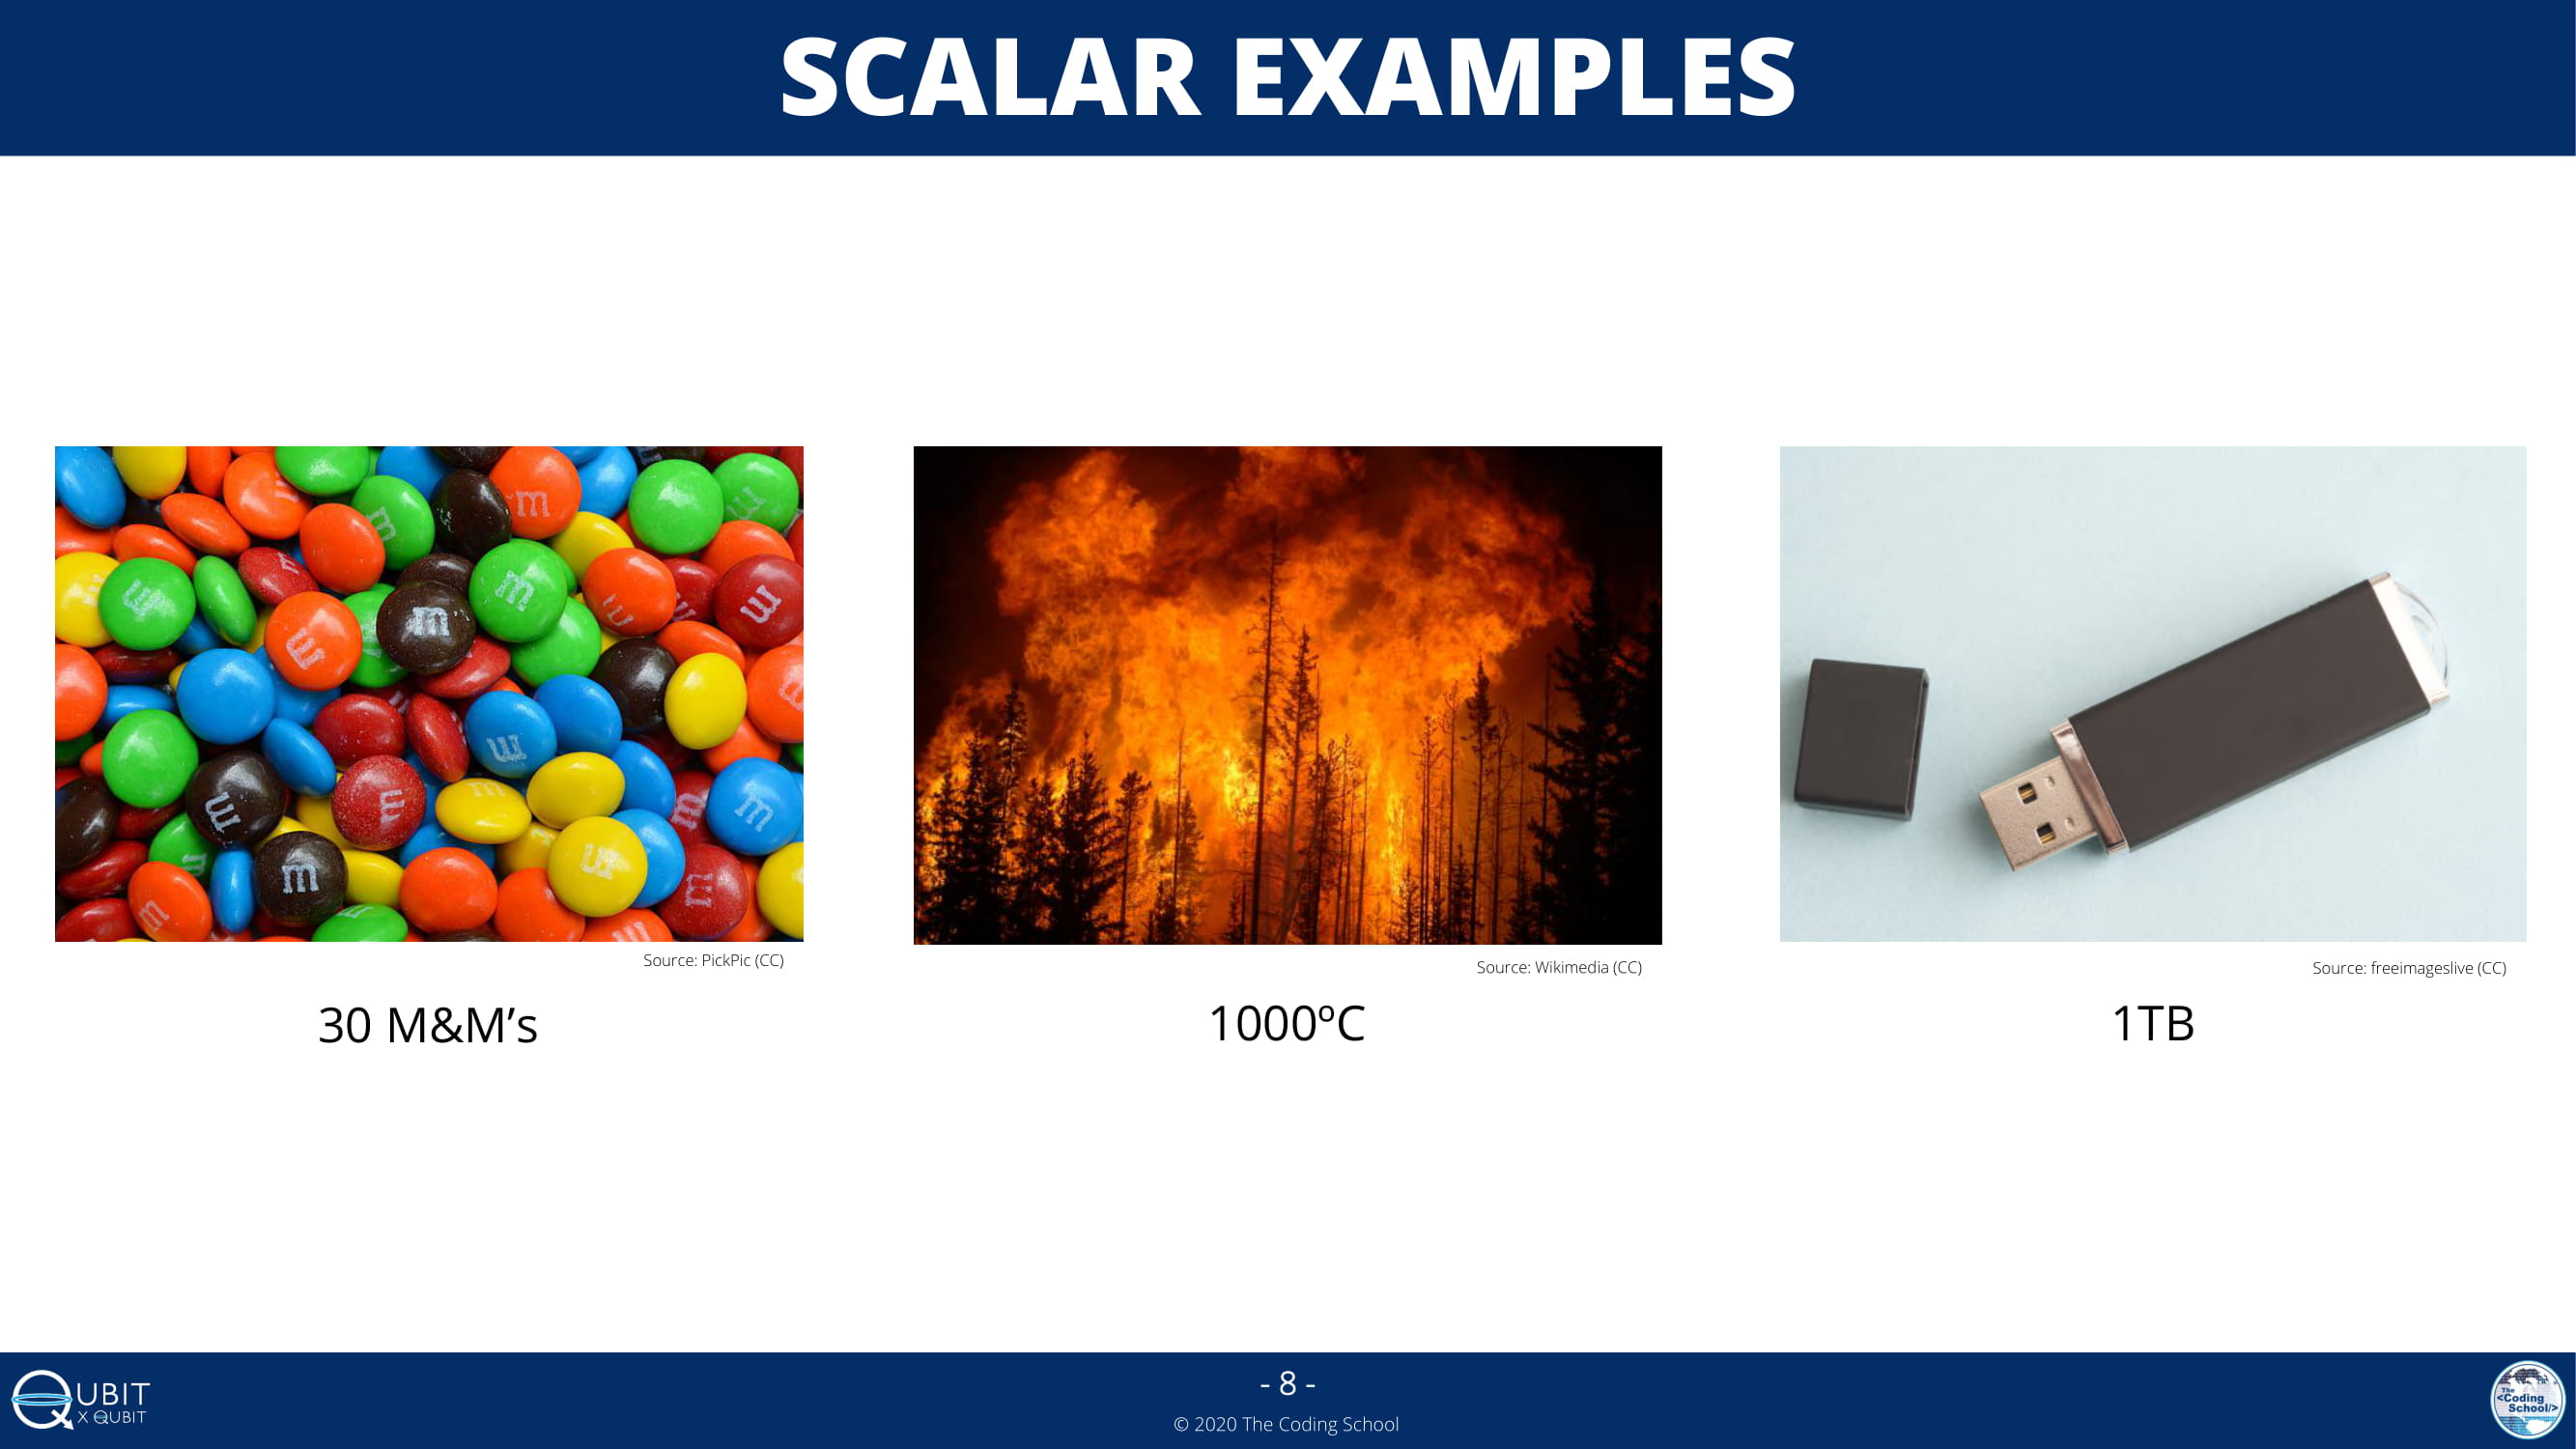 SCALAR EXAMPLES
Source: PickPic (CC)
Source: Wikimedia (CC)
Source: freeimageslive (CC)
30 M&M’s
1000ºC
1TB
QUBIT
X QUBIT
- 8 -
© 2020 The Coding School
The
<Coding
School/>